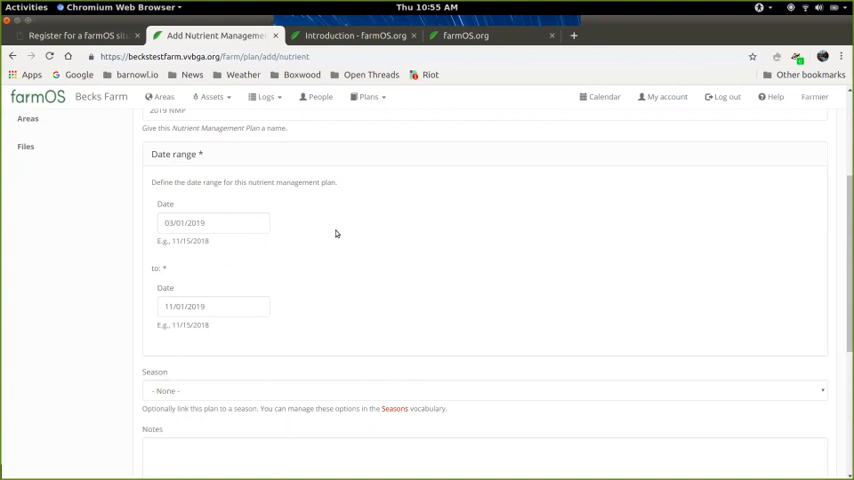 Activities Chromium Web Browser Thu 10:55 AM
Register for a farmOS sit Add Nutrient Manageme Introduction - farmOS.org farmOS.org
https://beckstestfarm.vvbga.org/farm/plan/add/nutrient
Apps Google barnowl.io News Weather Boxwood Open Threads Riot Other bookmarks
farmOS Becks Farm Areas Assets Logs People Plans Calendar My account Log out Help Farmier
Areas
Files
2019 NMP
Give this Nutrient Management Plan a name.
Date range *
Define the date range for this nutrient management plan.
Date
03/01/2019
E.g., 11/15/2018
to: *
Date
11/01/2019
E.g., 11/15/2018
Season
- None -
Optionally link this plan to a season. You can manage these options in the Seasons vocabulary.
Notes